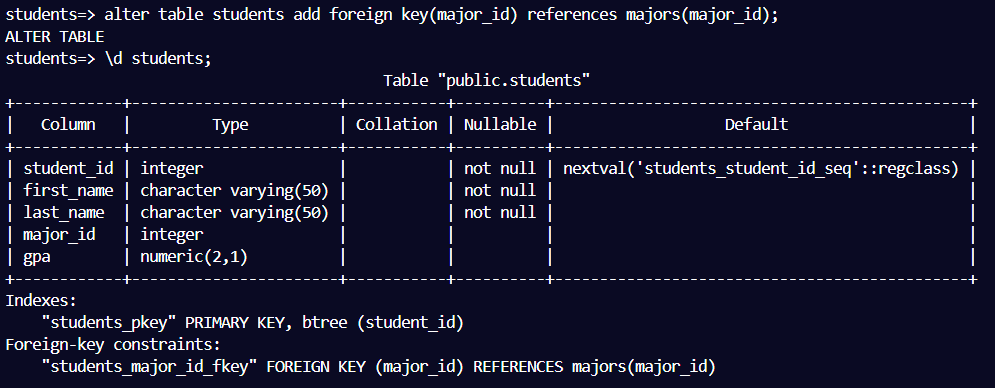 students=> alter table students add foreign key(major_id) references majors(major_id);
ALTER TABLE
students=> \d students;
                                        Table "public.students"
+------------+-----------------------+-----------+----------+----------------------------------------------+
|   Column   |         Type          | Collation | Nullable |                   Default                    |
+------------+-----------------------+-----------+----------+----------------------------------------------+
| student_id | integer               |           | not null | nextval('students_student_id_seq'::regclass) |
| first_name | character varying(50) |           | not null |                                              |
| last_name  | character varying(50) |           | not null |                                              |
| major_id   | integer               |           |          |                                              |
| gpa        | numeric(2,1)          |           |          |                                              |
+------------+-----------------------+-----------+----------+----------------------------------------------+
Indexes:
    "students_pkey" PRIMARY KEY, btree (student_id)
Foreign-key constraints:
    "students_major_id_fkey" FOREIGN KEY (major_id) REFERENCES majors(major_id)